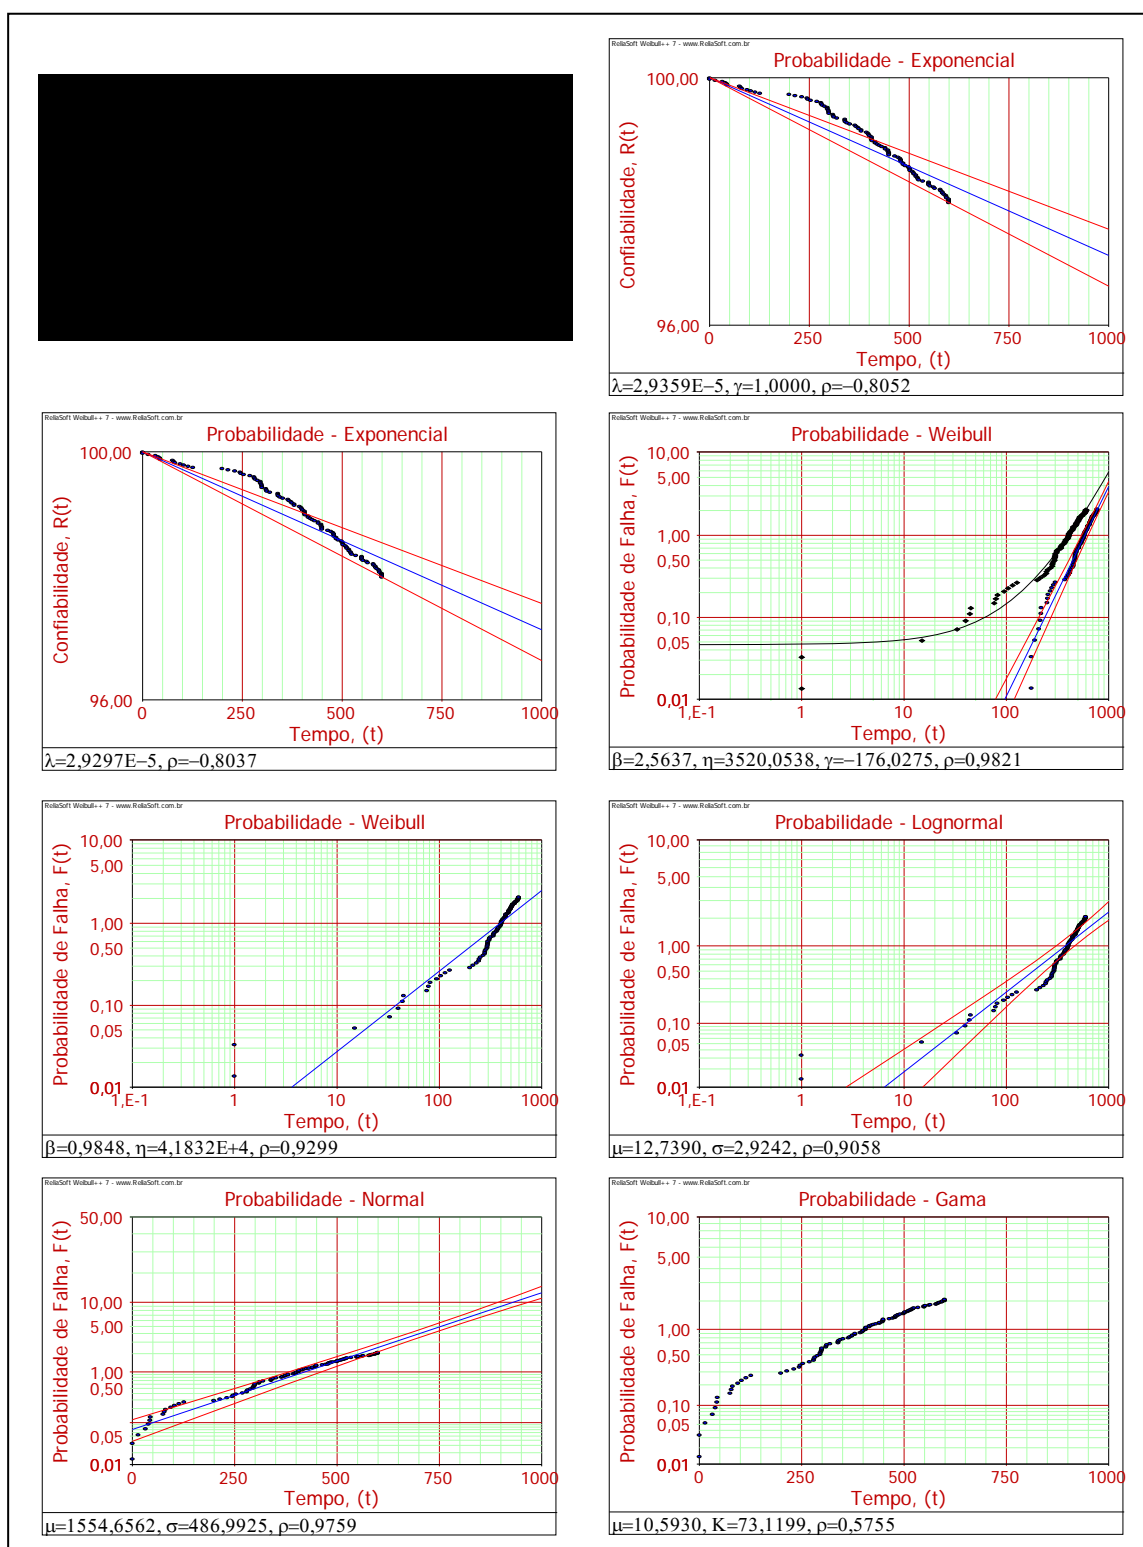 ReliaSoft Weibull++ 7 - www.ReliaSoft.com.br
Probabilidade - Exponencial
Confiabilidade, R(t)
100,00
96,00
0 250 500 750 1000
Tempo, (t)
λ=2,9359E−5, γ=1,0000, ρ=−0,8052
ReliaSoft Weibull++ 7 - www.ReliaSoft.com.br
Probabilidade - Exponencial
Confiabilidade, R(t)
100,00
96,00
0 250 500 750 1000
Tempo, (t)
λ=2,9297E−5, ρ=−0,8037
ReliaSoft Weibull++ 7 - www.ReliaSoft.com.br
Probabilidade - Weibull
Probabilidade de Falha, F(t)
10,00
5,00
1,00
0,50
0,10
0,05
0,01
1,E-1 1 10 100 1000
Tempo, (t)
β=2,5637, η=3520,0538, γ=−176,0275, ρ=0,9821
ReliaSoft Weibull++ 7 - www.ReliaSoft.com.br
Probabilidade - Weibull
Probabilidade de Falha, F(t)
10,00
5,00
1,00
0,50
0,10
0,05
0,01
1,E-1 1 10 100 1000
Tempo, (t)
β=0,9848, η=4,1832E+4, ρ=0,9299
ReliaSoft Weibull++ 7 - www.ReliaSoft.com.br
Probabilidade - Lognormal
Probabilidade de Falha, F(t)
10,00
5,00
1,00
0,50
0,10
0,05
0,01
1,E-1 1 10 100 1000
Tempo, (t)
μ=12,7390, σ=2,9242, ρ=0,9058
ReliaSoft Weibull++ 7 - www.ReliaSoft.com.br
Probabilidade - Normal
Probabilidade de Falha, F(t)
50,00
10,00
5,00
1,00
0,50
0,05
0,01
0 250 500 750 1000
Tempo, (t)
μ=1554,6562, σ=486,9925, ρ=0,9759
ReliaSoft Weibull++ 7 - www.ReliaSoft.com.br
Probabilidade - Gama
Probabilidade de Falha, F(t)
10,00
5,00
1,00
0,50
0,10
0,05
0,01
0 250 500 750 1000
Tempo, (t)
μ=10,5930, K=73,1199, ρ=0,5755